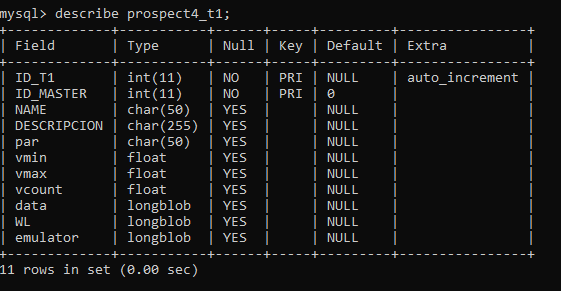 mysql> describe prospect4_t1;
+-------------+-----------+------+-----+---------+----------------+
| Field       | Type      | Null | Key | Default | Extra          |
+-------------+-----------+------+-----+---------+----------------+
| ID_T1       | int(11)   | NO   | PRI | NULL    | auto_increment |
| ID_MASTER   | int(11)   | NO   | PRI | 0       |                |
| NAME        | char(50)  | YES  |     | NULL    |                |
| DESCRIPCION | char(255) | YES  |     | NULL    |                |
| par         | char(50)  | YES  |     | NULL    |                |
| vmin        | float     | YES  |     | NULL    |                |
| vmax        | float     | YES  |     | NULL    |                |
| vcount      | float     | YES  |     | NULL    |                |
| data        | longblob  | YES  |     | NULL    |                |
| WL          | longblob  | YES  |     | NULL    |                |
| emulator    | longblob  | YES  |     | NULL    |                |
+-------------+-----------+------+-----+---------+----------------+
11 rows in set (0.00 sec)